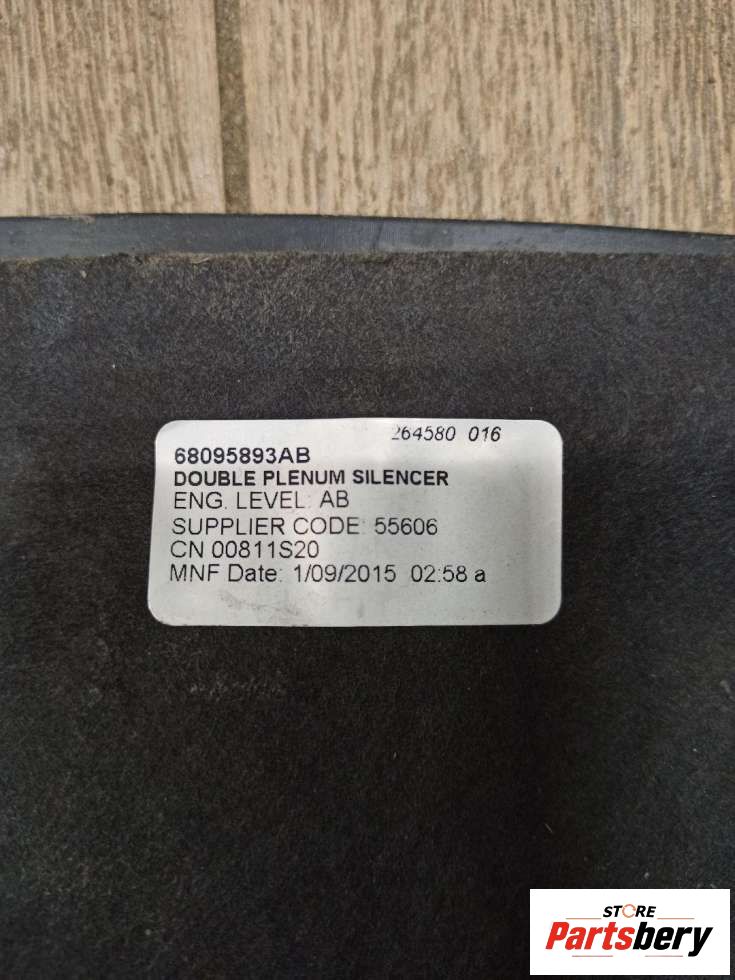 264580 016
68095893AB
DOUBLE PLENUM SILENCER
ENG. LEVEL: AB
SUPPLIER CODE: 55606
CN 00811S20
MNF Date: 1/09/2015 02:58 a
STORE
Partsbery